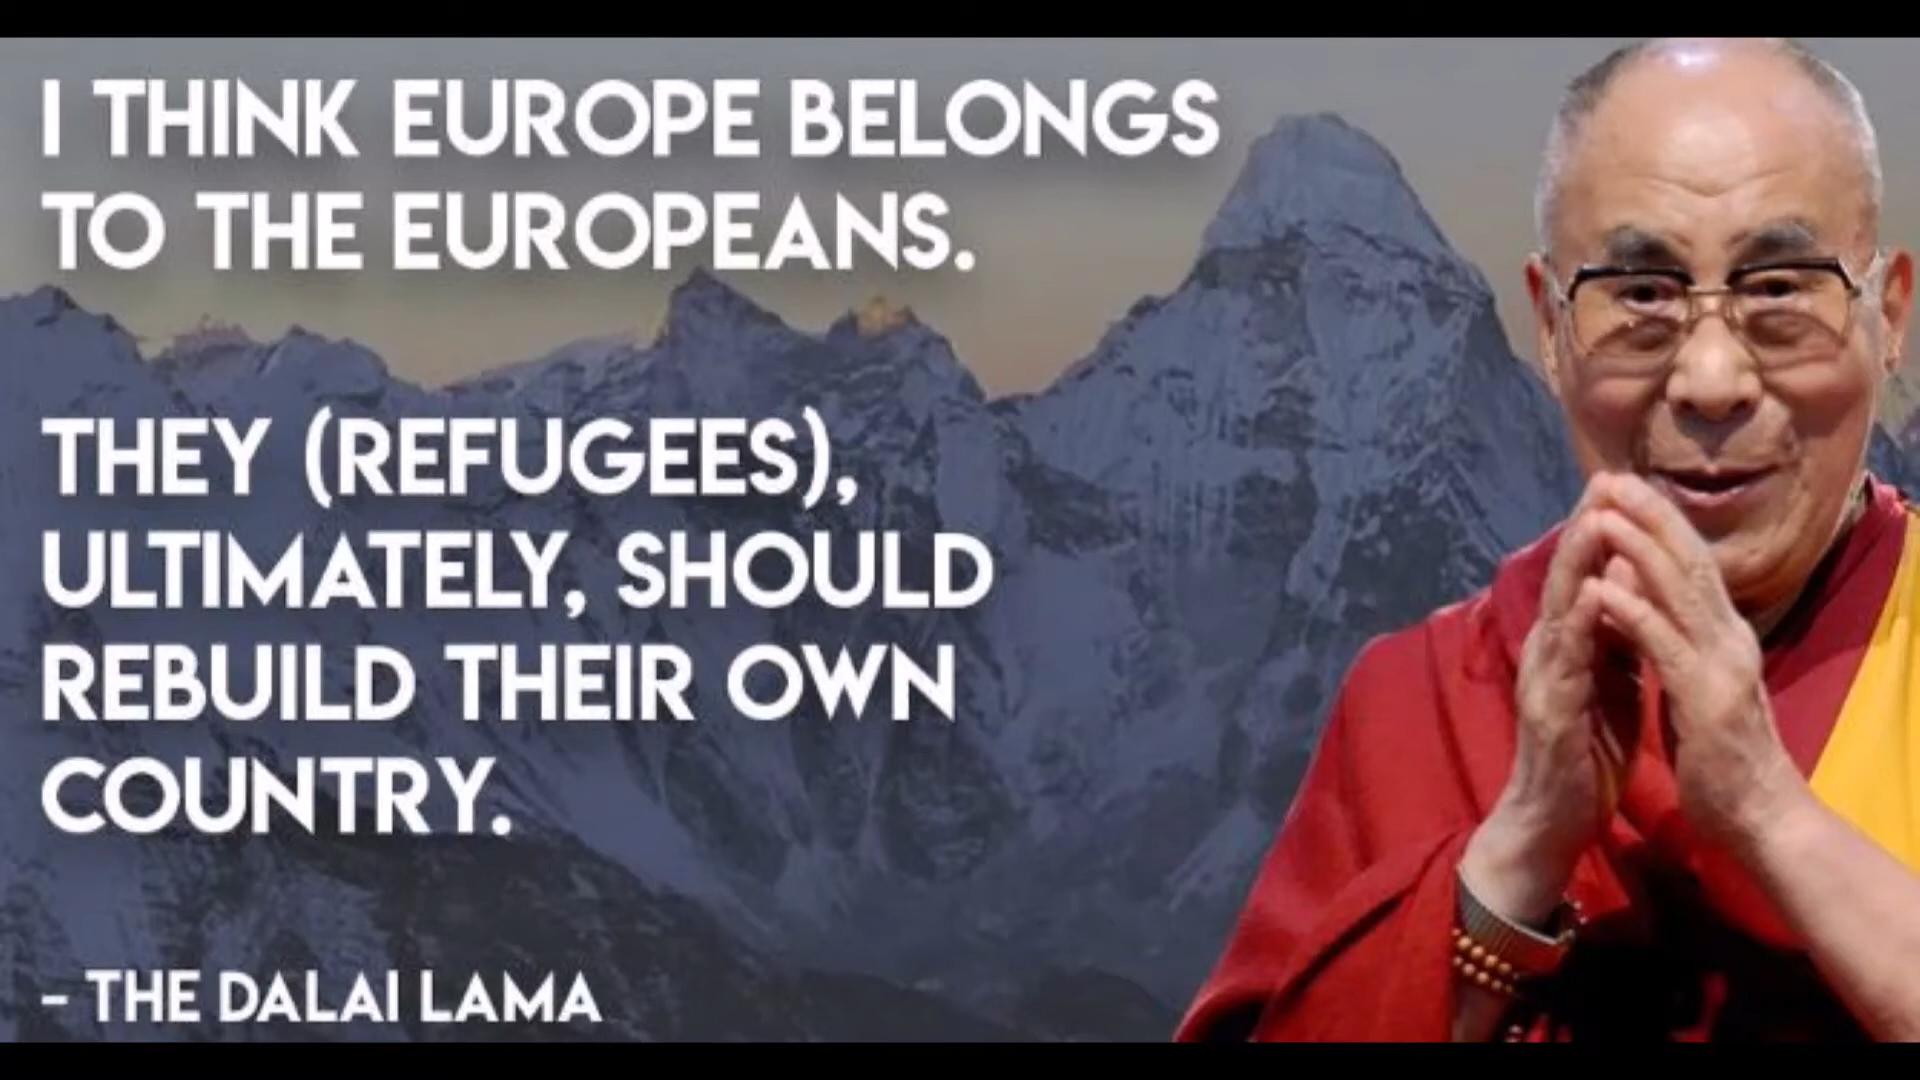 I THINK EUROPE BELONGS
TO THE EUROPEANS.
THEY (REFUGEES),
ULTIMATELY, SHOULD
REBUILD THEIR OWN
COUNTRY.
- THE DALAI LAMA